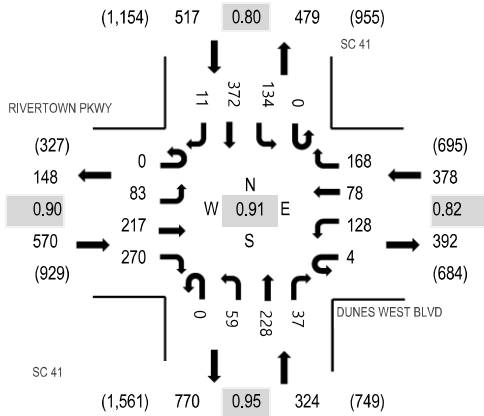 (1,154) 517 0.80 479 (955)
SC 41
11 372 134 0
RIVERTOWN PKWY
(327)
148
0.90
570
(929)
0
83
217
270
N
W 0.91 E
S
168
78
128
4
(695)
378
0.82
392
(684)
0 59 228 37
DUNES WEST BLVD
SC 41
(1,561) 770 0.95 324 (749)